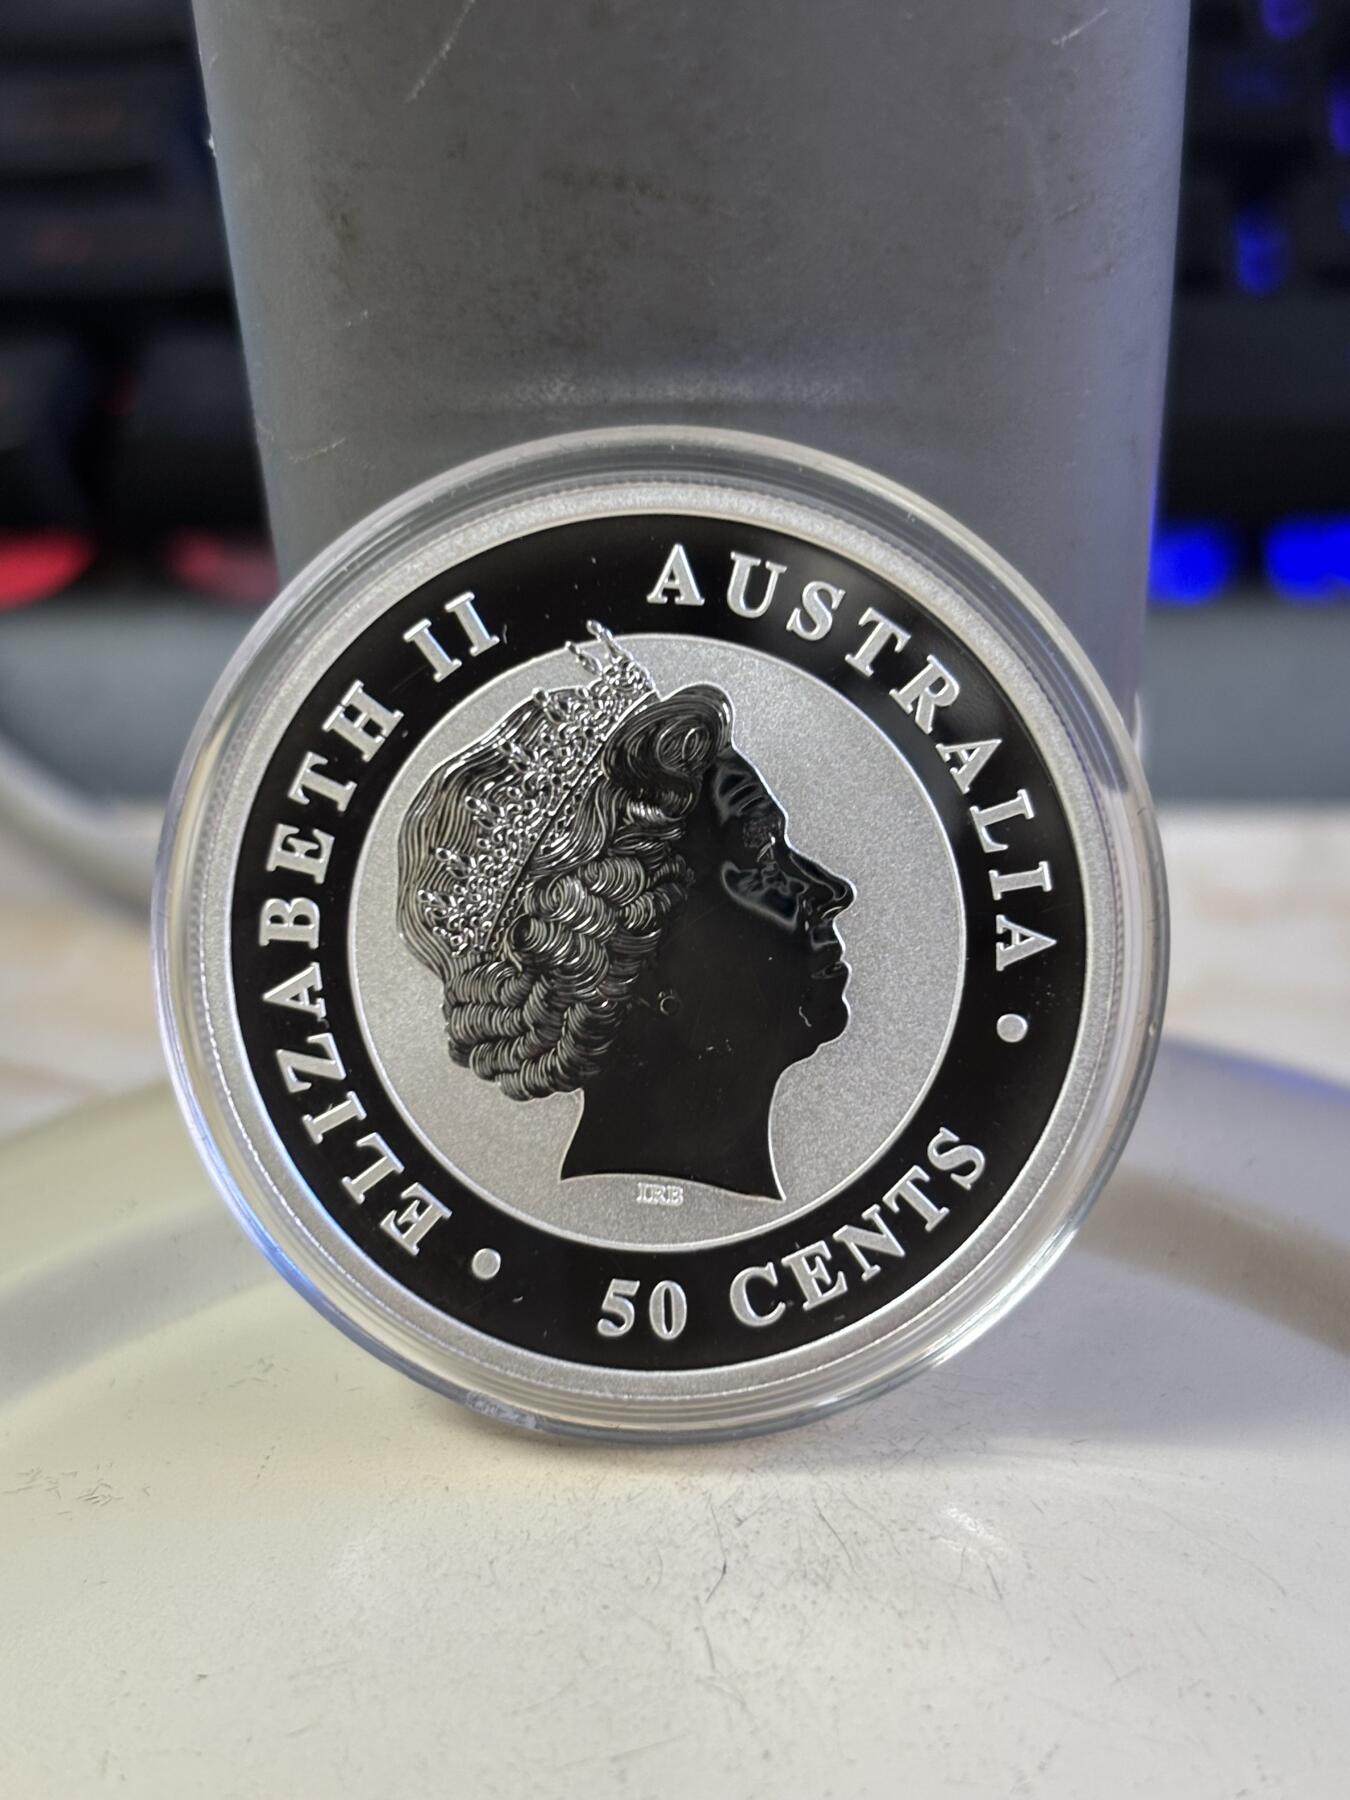 ELIZABETH II
AUSTRALIA
50 CENTS
IRB